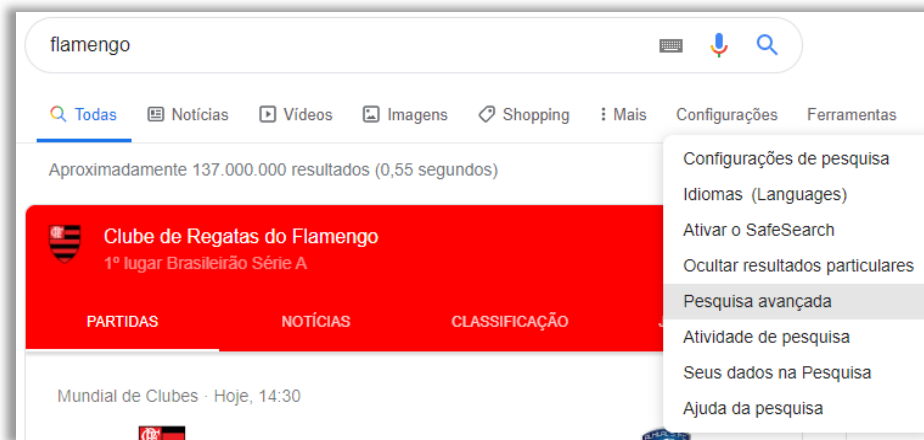 flamengo
Todas Notícias Vídeos Imagens Shopping Mais Configurações Ferramentas
Aproximadamente 137.000.000 resultados (0,55 segundos)
Clube de Regatas do Flamengo
1º lugar Brasileirão Série A
PARTIDAS NOTÍCIAS CLASSIFICAÇÃO
Mundial de Clubes · Hoje, 14:30
Configurações de pesquisa
Idiomas (Languages)
Ativar o SafeSearch
Ocultar resultados particulares
Pesquisa avançada
Atividade de pesquisa
Seus dados na Pesquisa
Ajuda da pesquisa